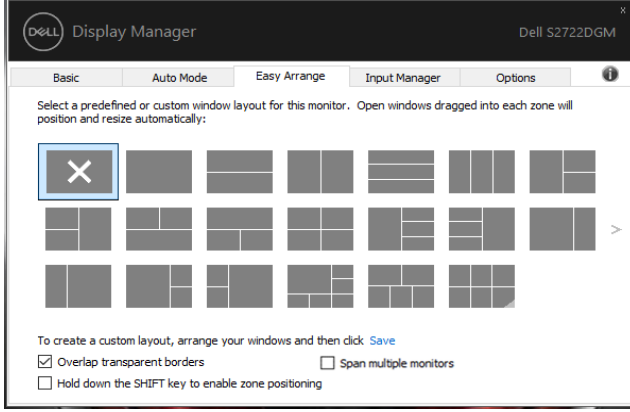 x
DELL Display Manager Dell S2722DGM
Basic Auto Mode Easy Arrange Input Manager Options i
Select a predefined or custom window layout for this monitor. Open windows dragged into each zone will
position and resize automatically:
>
To create a custom layout, arrange your windows and then click Save
Overlap transparent borders Span multiple monitors
Hold down the SHIFT key to enable zone positioning